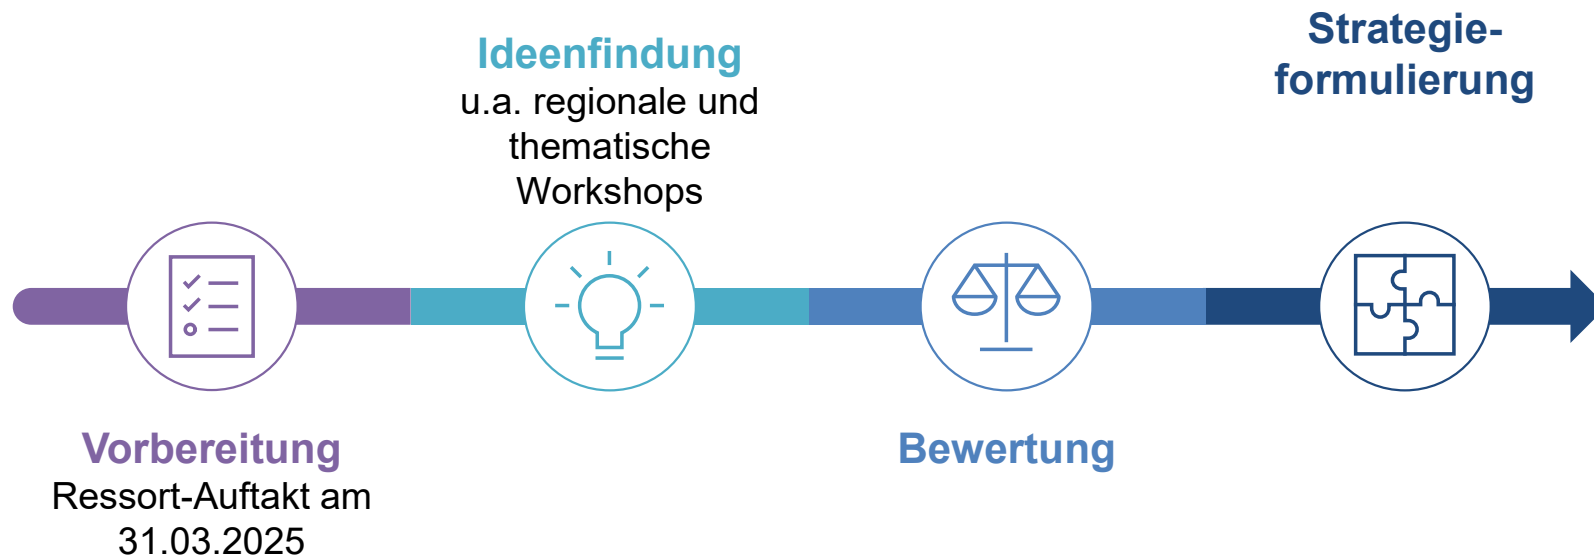 Vorbereitung
Ressort-Auftakt am
31.03.2025
Ideenfindung
u.a. regionale und
thematische
Workshops
Bewertung
Strategie-
formulierung